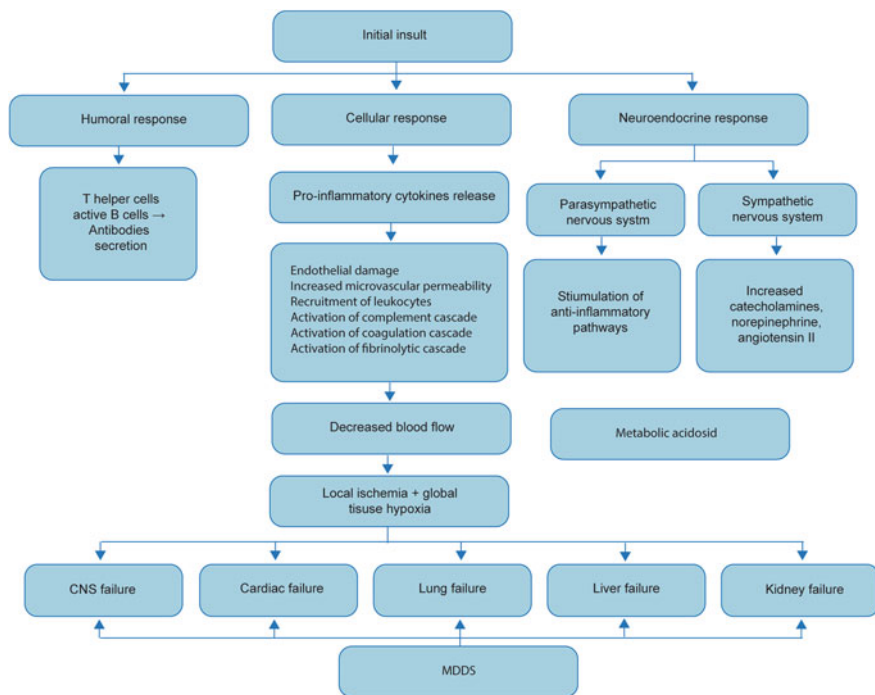 Initial insult
Humoral response
Cellular response
Neuroendocrine response
T helper cells
active B cells →
Antibodies
secretion
Pro-inflammatory cytokines release
Parasympathetic
nervous systm
Sympathetic
nervous system
Endothelial damage
Increased microvascular permeability
Recruitment of leukocytes
Activation of complement cascade
Activation of coagulation cascade
Activation of fibrinolytic cascade
Stiumulation of
anti-inflammatory
pathways
Increased
catecholamines,
norepinephrine,
angiotensin II
Decreased blood flow
Metabolic acidosid
Local ischemia + global
tisuse hypoxia
CNS failure
Cardiac failure
Lung failure
Liver failure
Kidney failure
MDDS